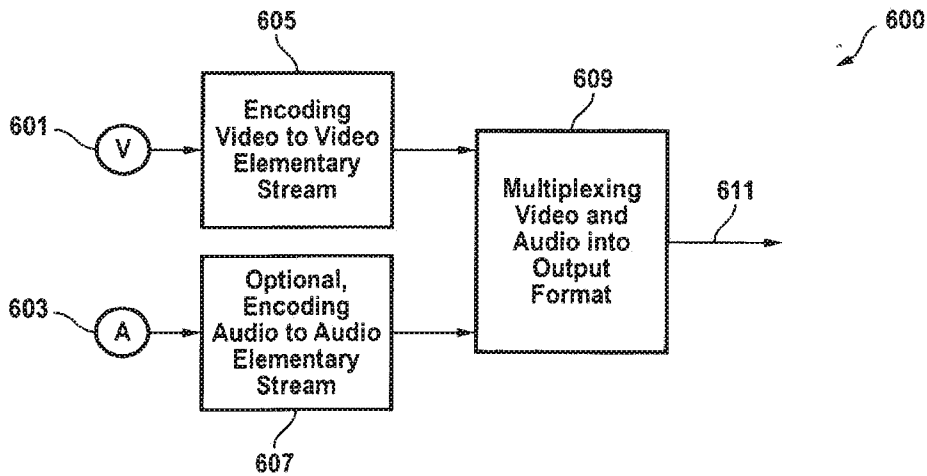 600
605
601
V
Encoding
Video to Video
Elementary
Stream
609
Multiplexing
Video and
Audio into
Output
Format
611
603
A
Optional,
Encoding
Audio to Audio
Elementary
Stream
607